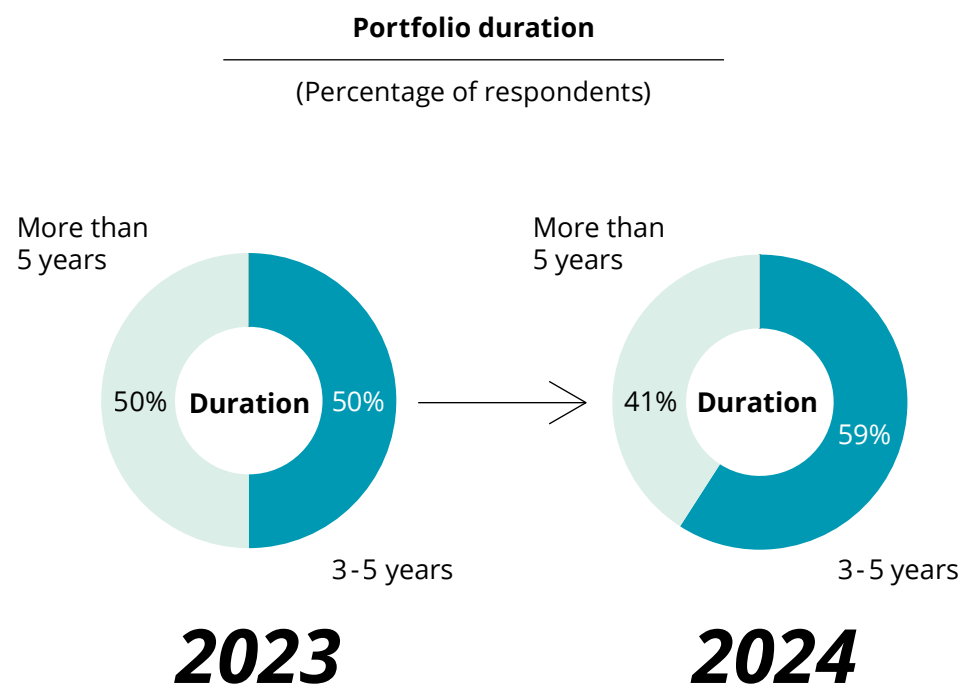 Portfolio duration
(Percentage of respondents)
More than
5 years
50%
Duration
50%
3-5 years
2023
More than
5 years
41%
Duration
59%
3-5 years
2024